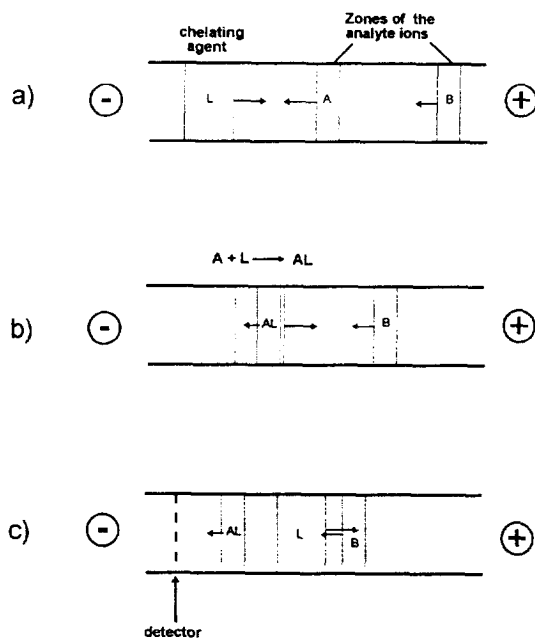 chelating
agent
Zones of the
analyte ions
a) - L A B +
A + L → AL
b) - AL B +
c) - AL L B +
detector